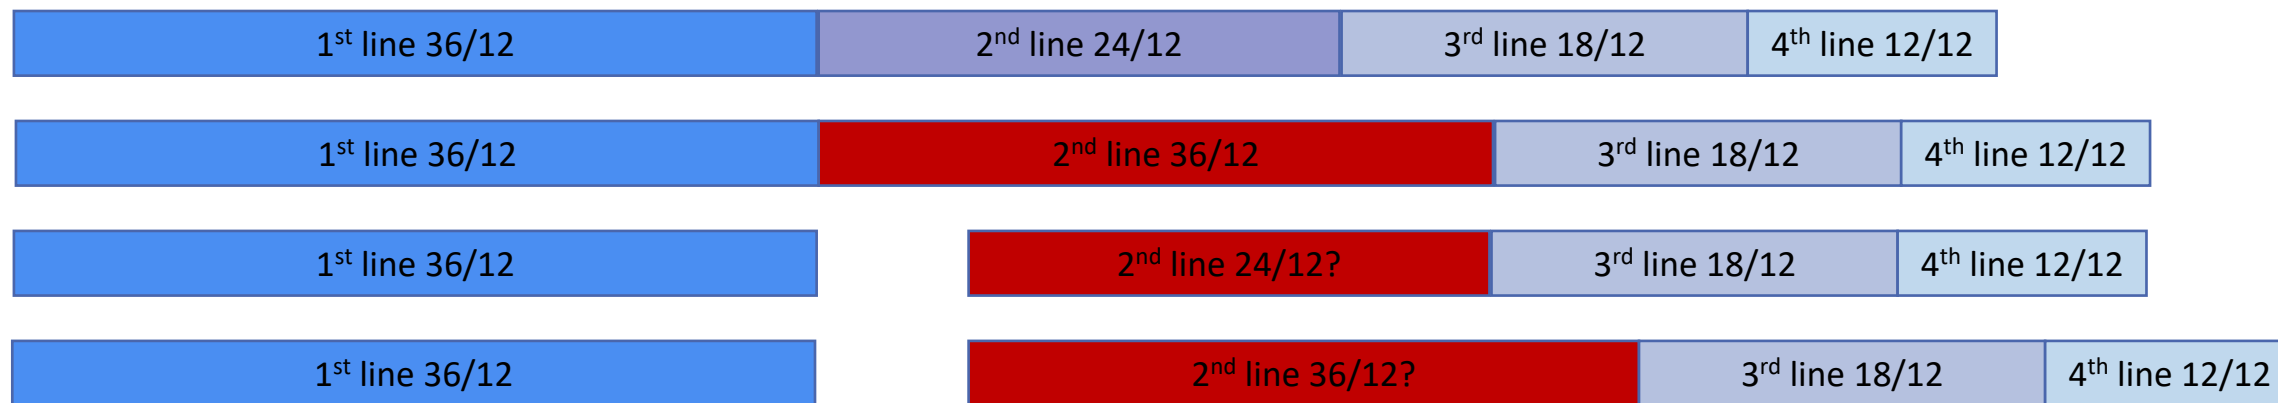 1st line 36/12 2nd line 24/12 3rd line 18/12 4th line 12/12
1st line 36/12 2nd line 36/12 3rd line 18/12 4th line 12/12
1st line 36/12 2nd line 24/12? 3rd line 18/12 4th line 12/12
1st line 36/12 2nd line 36/12? 3rd line 18/12 4th line 12/12